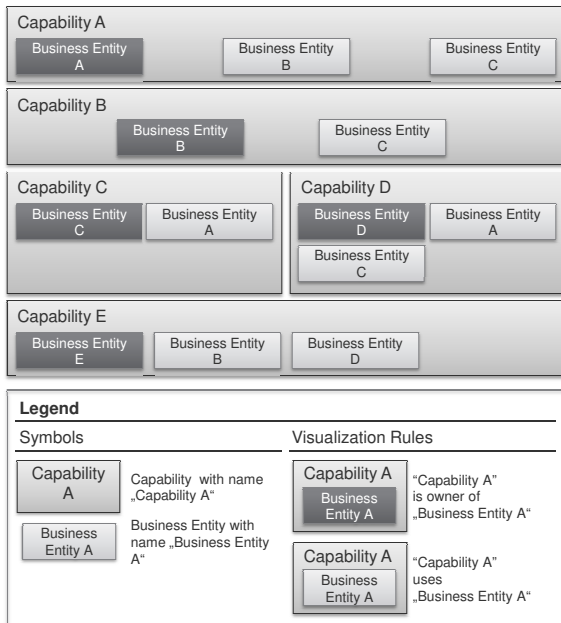 Capability A
Business Entity
A
Business Entity
B
Business Entity
C
Capability B
Business Entity
B
Business Entity
C
Capability C
Business Entity
C
Business Entity
A
Capability D
Business Entity
D
Business Entity
A
Business Entity
C
Capability E
Business Entity
E
Business Entity
B
Business Entity
D
Legend
Symbols
Capability
A
Capability with name
„Capability A“
Business
Entity A
Business Entity with
name „Business Entity
A“
Visualization Rules
Capability A
Business
Entity A
“Capability A”
is owner of
„Business Entity A“
Capability A
Business
Entity A
“Capability A”
uses
„Business Entity A“